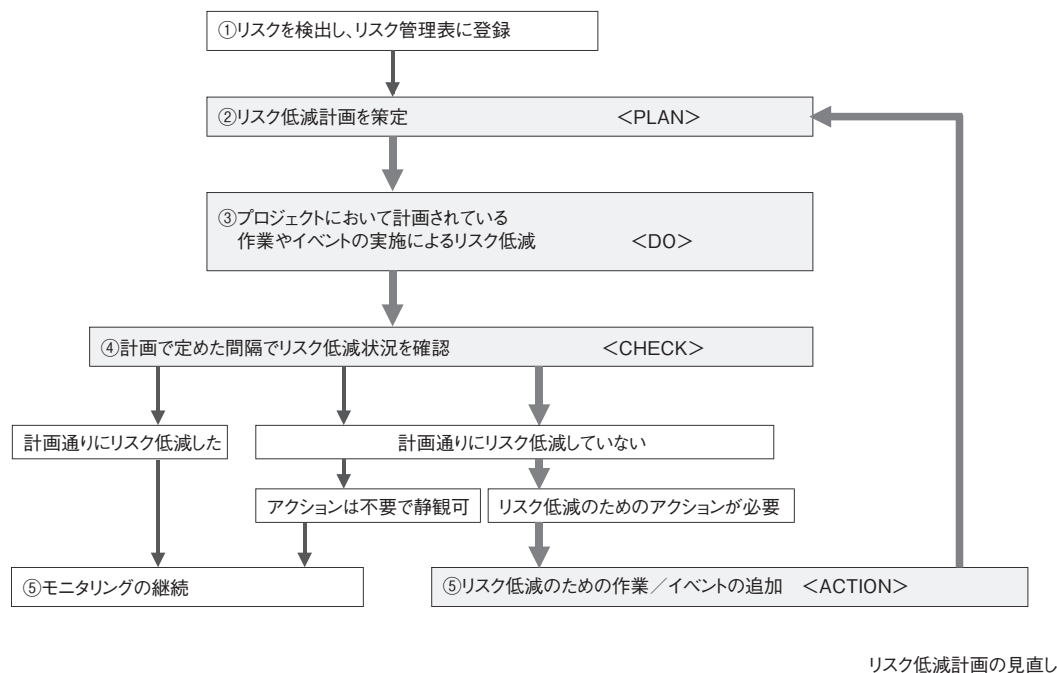 ①リスクを検出し、リスク管理表に登録
②リスク低減計画を策定 <PLAN>
③プロジェクトにおいて計画されている
作業やイベントの実施によるリスク低減 <DO>
④計画で定めた間隔でリスク低減状況を確認 <CHECK>
計画通りにリスク低減した
計画通りにリスク低減していない
アクションは不要で静観可
リスク低減のためのアクションが必要
⑤モニタリングの継続
⑤リスク低減のための作業／イベントの追加 <ACTION>
リスク低減計画の見直し